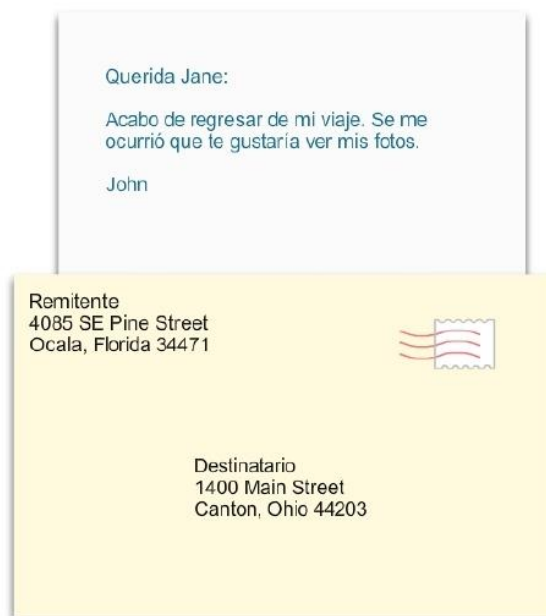 Querida Jane:
Acabo de regresar de mi viaje. Se me
ocurrió que te gustaría ver mis fotos.
John
Remitente
4085 SE Pine Street
Ocala, Florida 34471
Destinatario
1400 Main Street
Canton, Ohio 44203